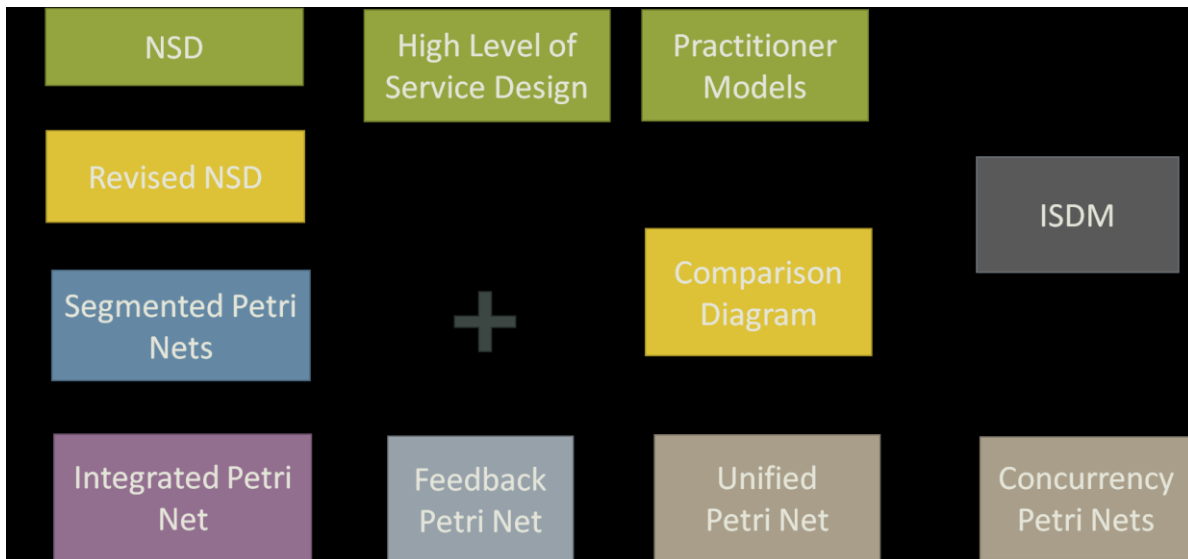 NSD
High Level of
Service Design
Practitioner
Models
Revised NSD
ISDM
Comparison
Diagram
Segmented Petri
Nets
+
Integrated Petri
Net
Feedback
Petri Net
Unified
Petri Net
Concurrency
Petri Nets